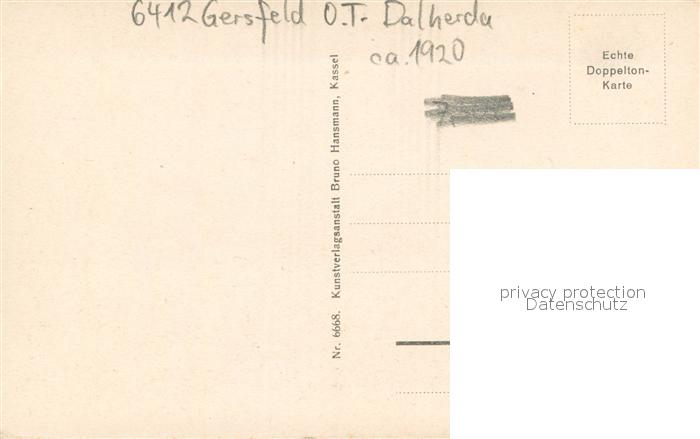 6412 Gersfeld O.T. Dalherda
ca. 1920
Echte
Doppelton-
Karte
Nr. 6668. Kunstverlagsanstalt Bruno Hansmann, Kassel
privacy protection
Datenschutz